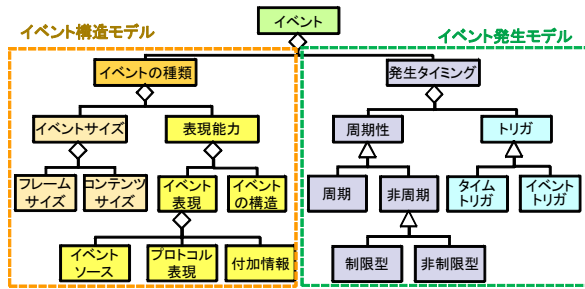 イベント
イベント構造モデル
イベント発生モデル
イベントの種類
発生タイミング
イベントサイズ
表現能力
周期性
トリガ
フレーム
サイズ
コンテンツ
サイズ
イベント
表現
イベント
の構造
周期
非周期
タイム
トリガ
イベント
トリガ
イベント
ソース
プロトコル
表現
付加情報
制限型
非制限型